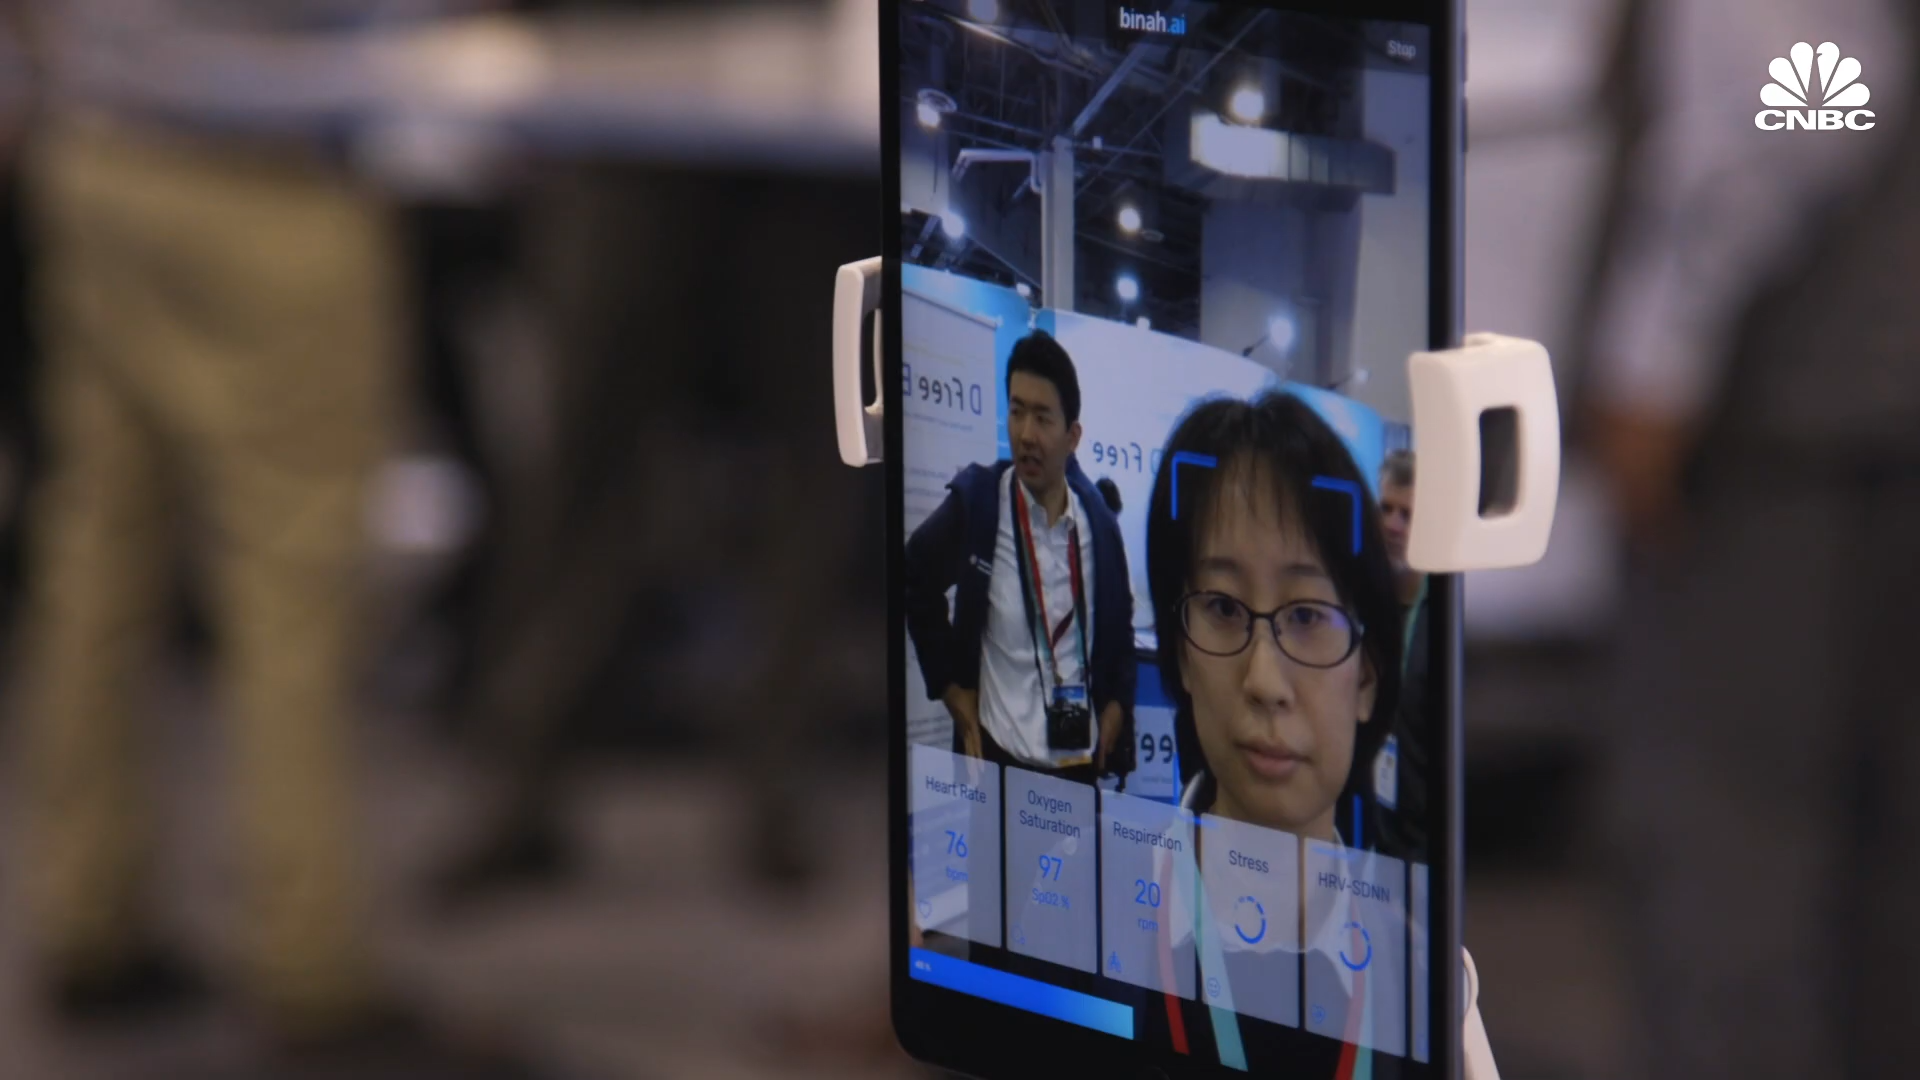 binah.ai
Stop
CNBC
D Free
D Free
Heart Rate
76
bpm
Oxygen
Saturation
97
SpO2 %
Respiration
20
rpm
Stress
HRV-SDNN